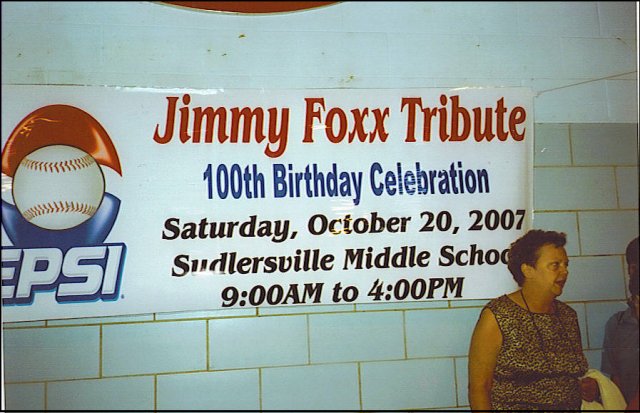 Jimmy Foxx Tribute
100th Birthday Celebration
Saturday, October 20, 2007
Sudlersville Middle Schoo
9:00AM to 4:00PM
EPSI